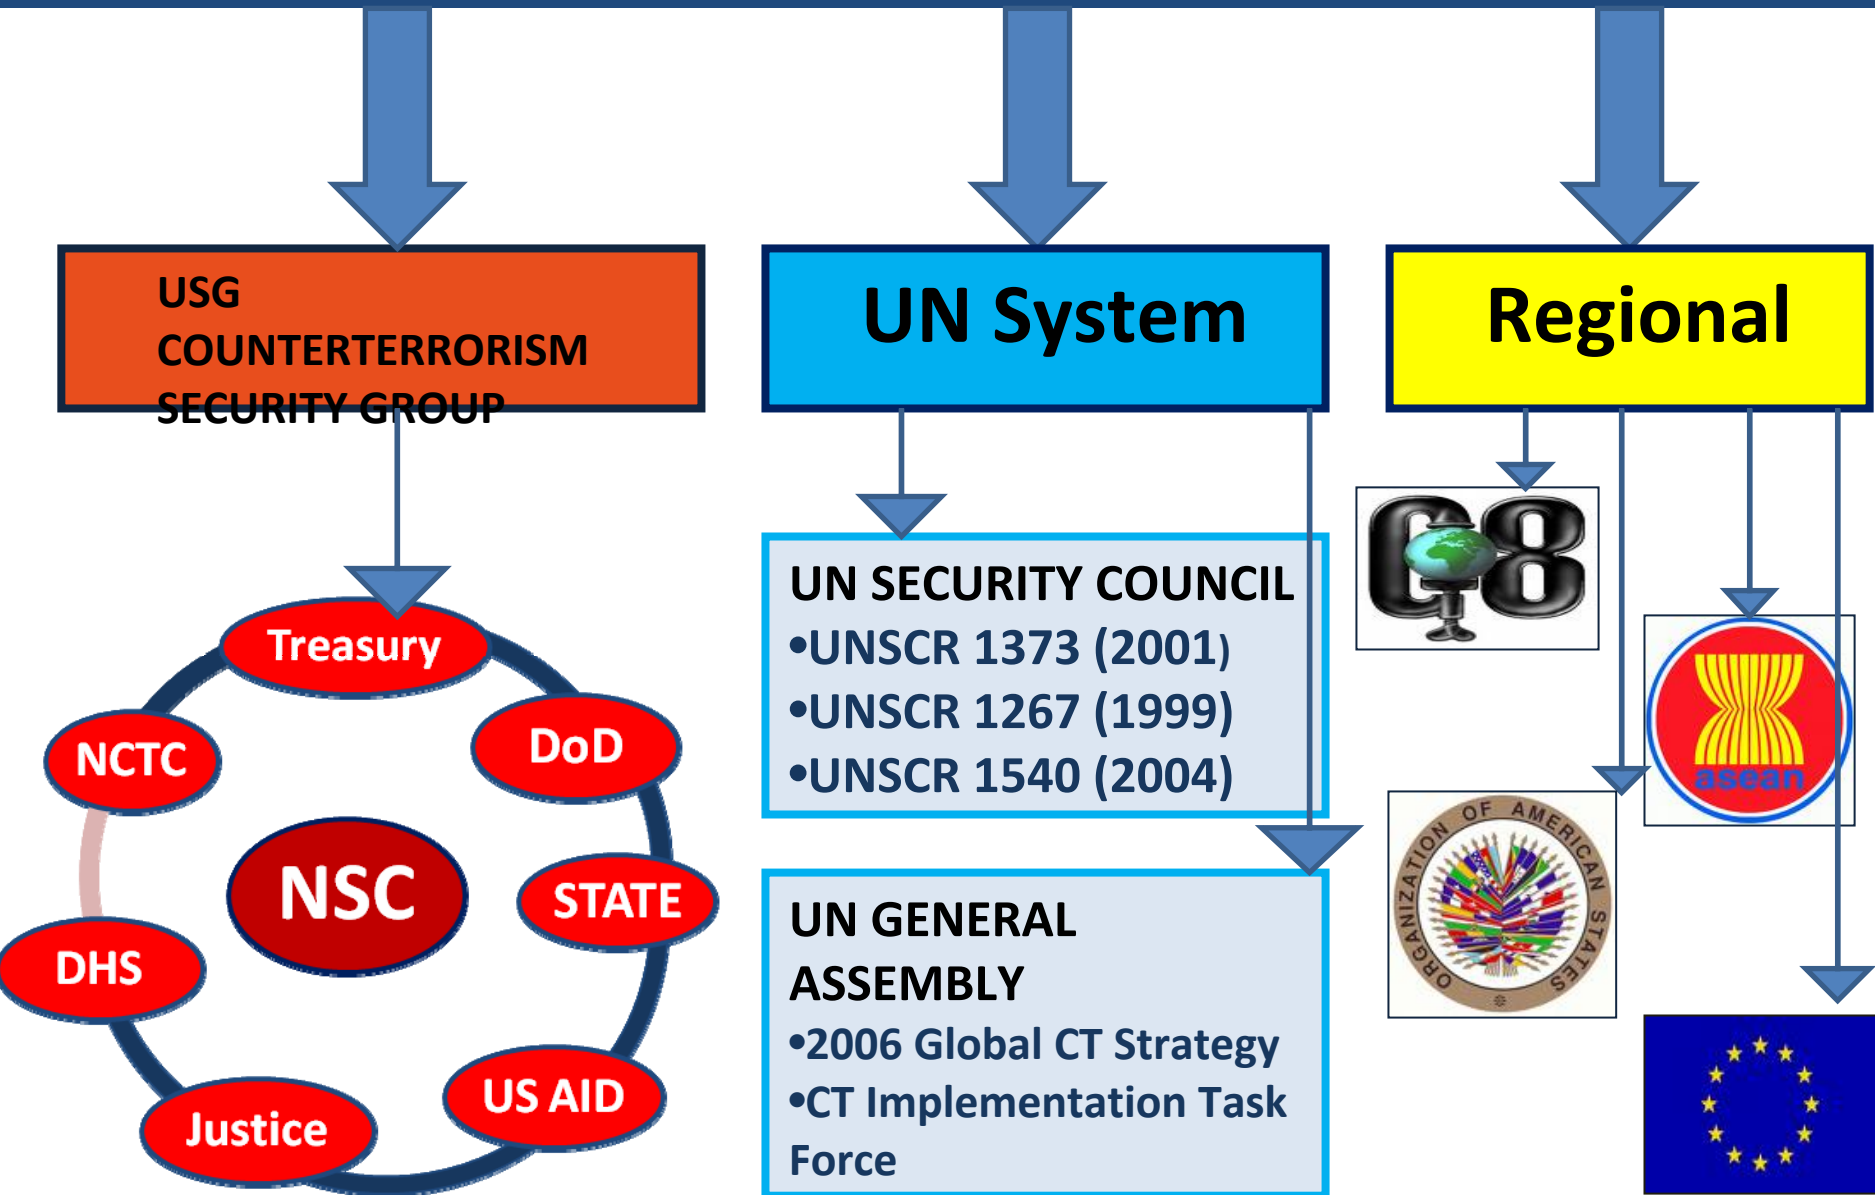 USG
COUNTERTERRORISM
SECURITY GROUP
Treasury
NCTC
DoD
NSC
STATE
DHS
US AID
Justice
UN System
UN SECURITY COUNCIL
•UNSCR 1373 (2001)
•UNSCR 1267 (1999)
•UNSCR 1540 (2004)
UN GENERAL
ASSEMBLY
•2006 Global CT Strategy
•CT Implementation Task
Force
Regional
G8
asean
ORGANIZATION OF AMERICAN STATES